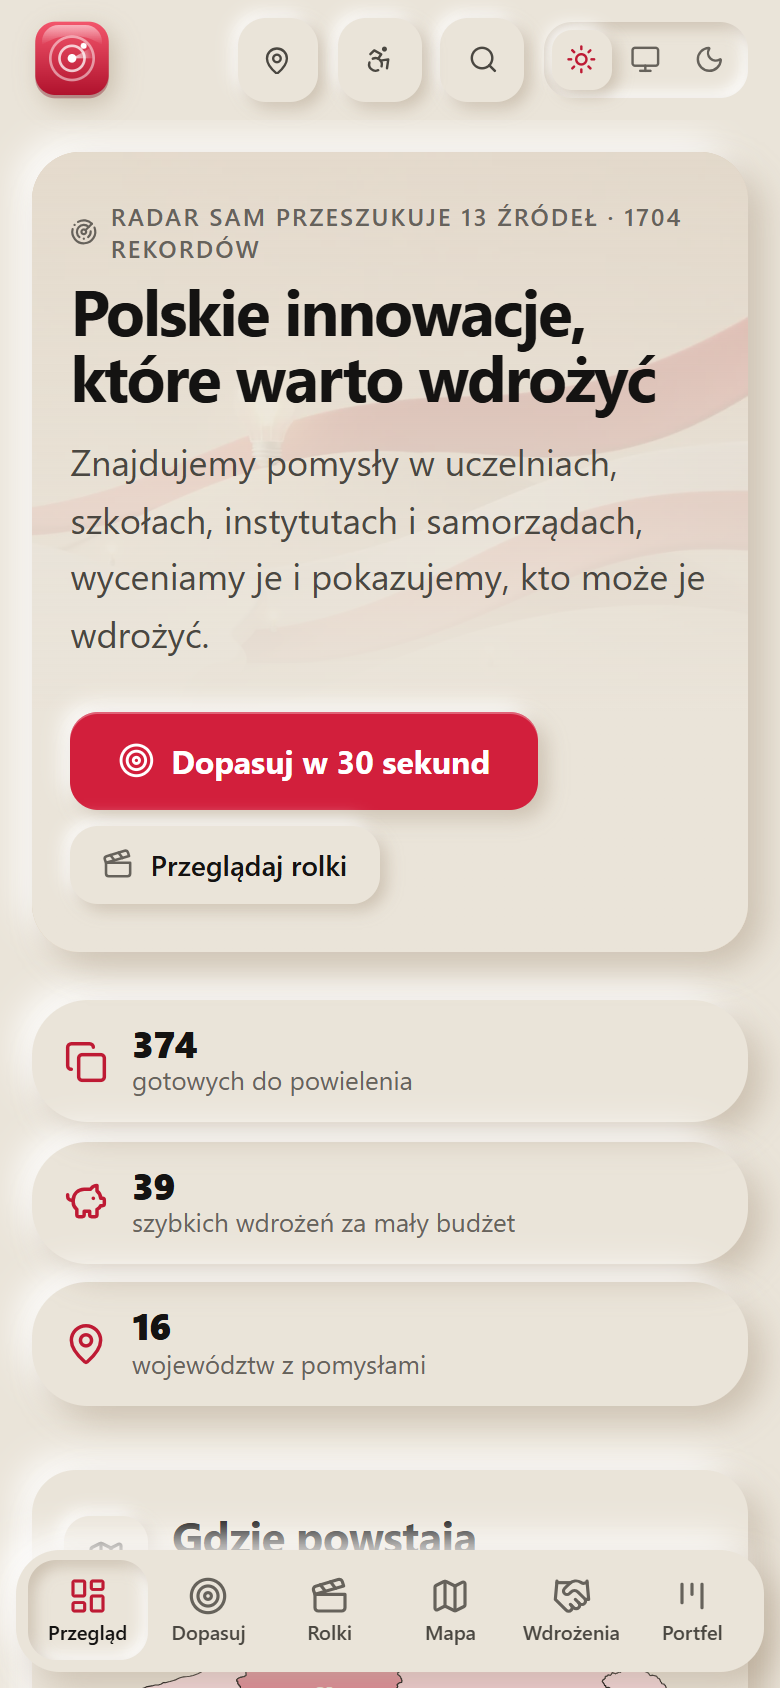 RADAR SAM PRZESZUKUJE 13 ŹRÓDEŁ · 1704
REKORDÓW
Polskie innowacje,
które warto wdrożyć
Znajdujemy pomysły w uczelniach,
szkołach, instytutach i samorządach,
wyceniamy je i pokazujemy, kto może je
wdrożyć.
Dopasuj w 30 sekund
Przeglądaj rolki
374
gotowych do powielenia
39
szybkich wdrożeń za mały budżet
16
województw z pomysłami
Gdzie powstają
Przegląd Dopasuj Rolki Mapa Wdrożenia Portfel